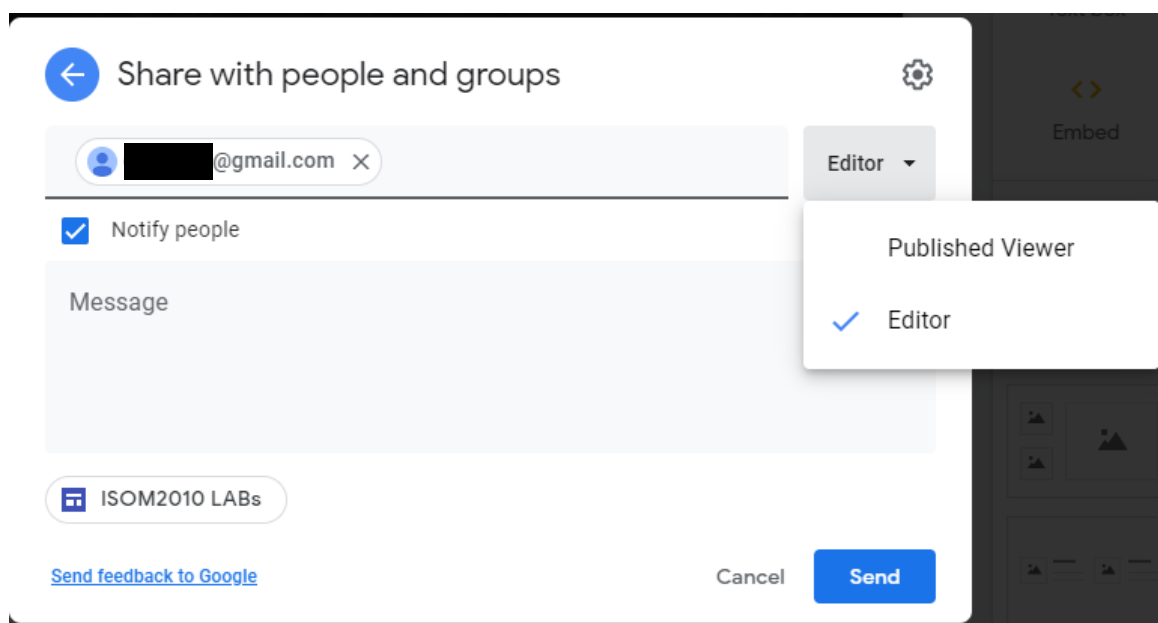 Share with people and groups
@gmail.com
Editor
Embed
Notify people
Published Viewer
Message
Editor
ISOM2010 LABs
Send feedback to Google
Cancel
Send